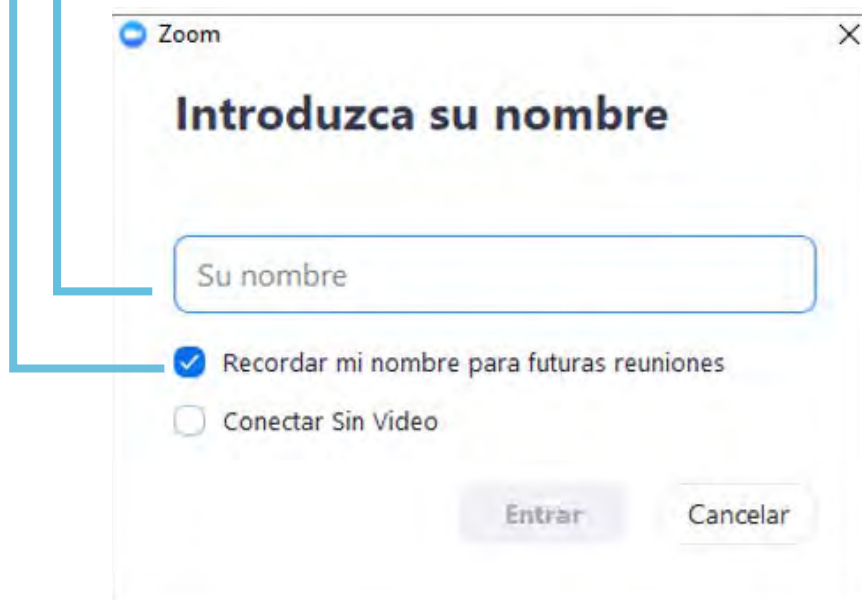 Zoom
Introduzca su nombre
Su nombre
Recordar mi nombre para futuras reuniones
Conectar Sin Video
Entrar Cancelar